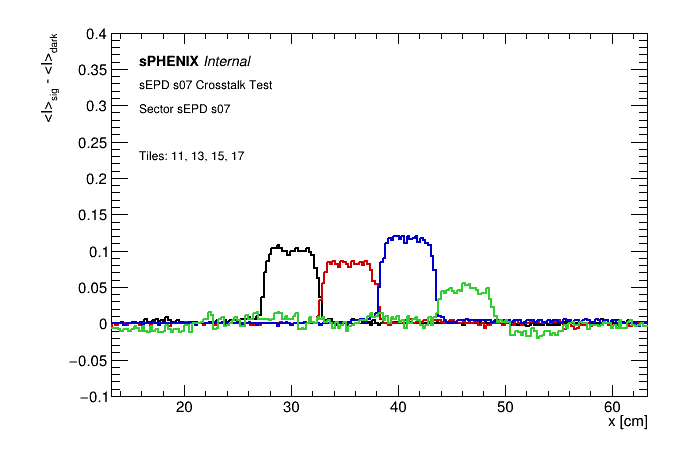 <I>sig - <I>dark
0.4
0.35
0.3
0.25
0.2
0.15
0.1
0.05
0
−0.05
−0.1
sPHENIX Internal
sEPD s07 Crosstalk Test
Sector sEPD s07
Tiles: 11, 13, 15, 17
20 30 40 50 60
x [cm]